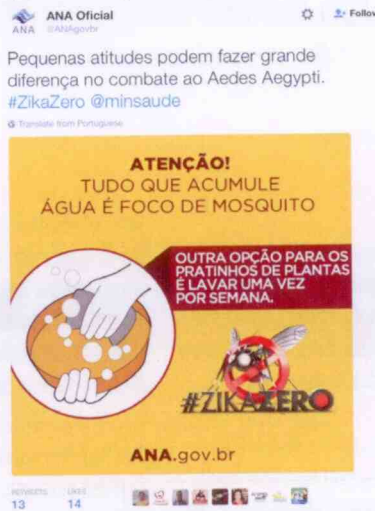 ANA Oficial
@ANAgovbr
Follow
Pequenas atitudes podem fazer grande
diferença no combate ao Aedes Aegypti.
#ZikaZero @minsaude
Translate from Portuguese
ATENÇÃO!
TUDO QUE ACUMULE
ÁGUA É FOCO DE MOSQUITO
OUTRA OPÇÃO PARA OS
PRATINHOS DE PLANTAS
É LAVAR UMA VEZ
POR SEMANA.
#ZIKAZERO
ANA.gov.br
RETWEETS LIKES
13 14